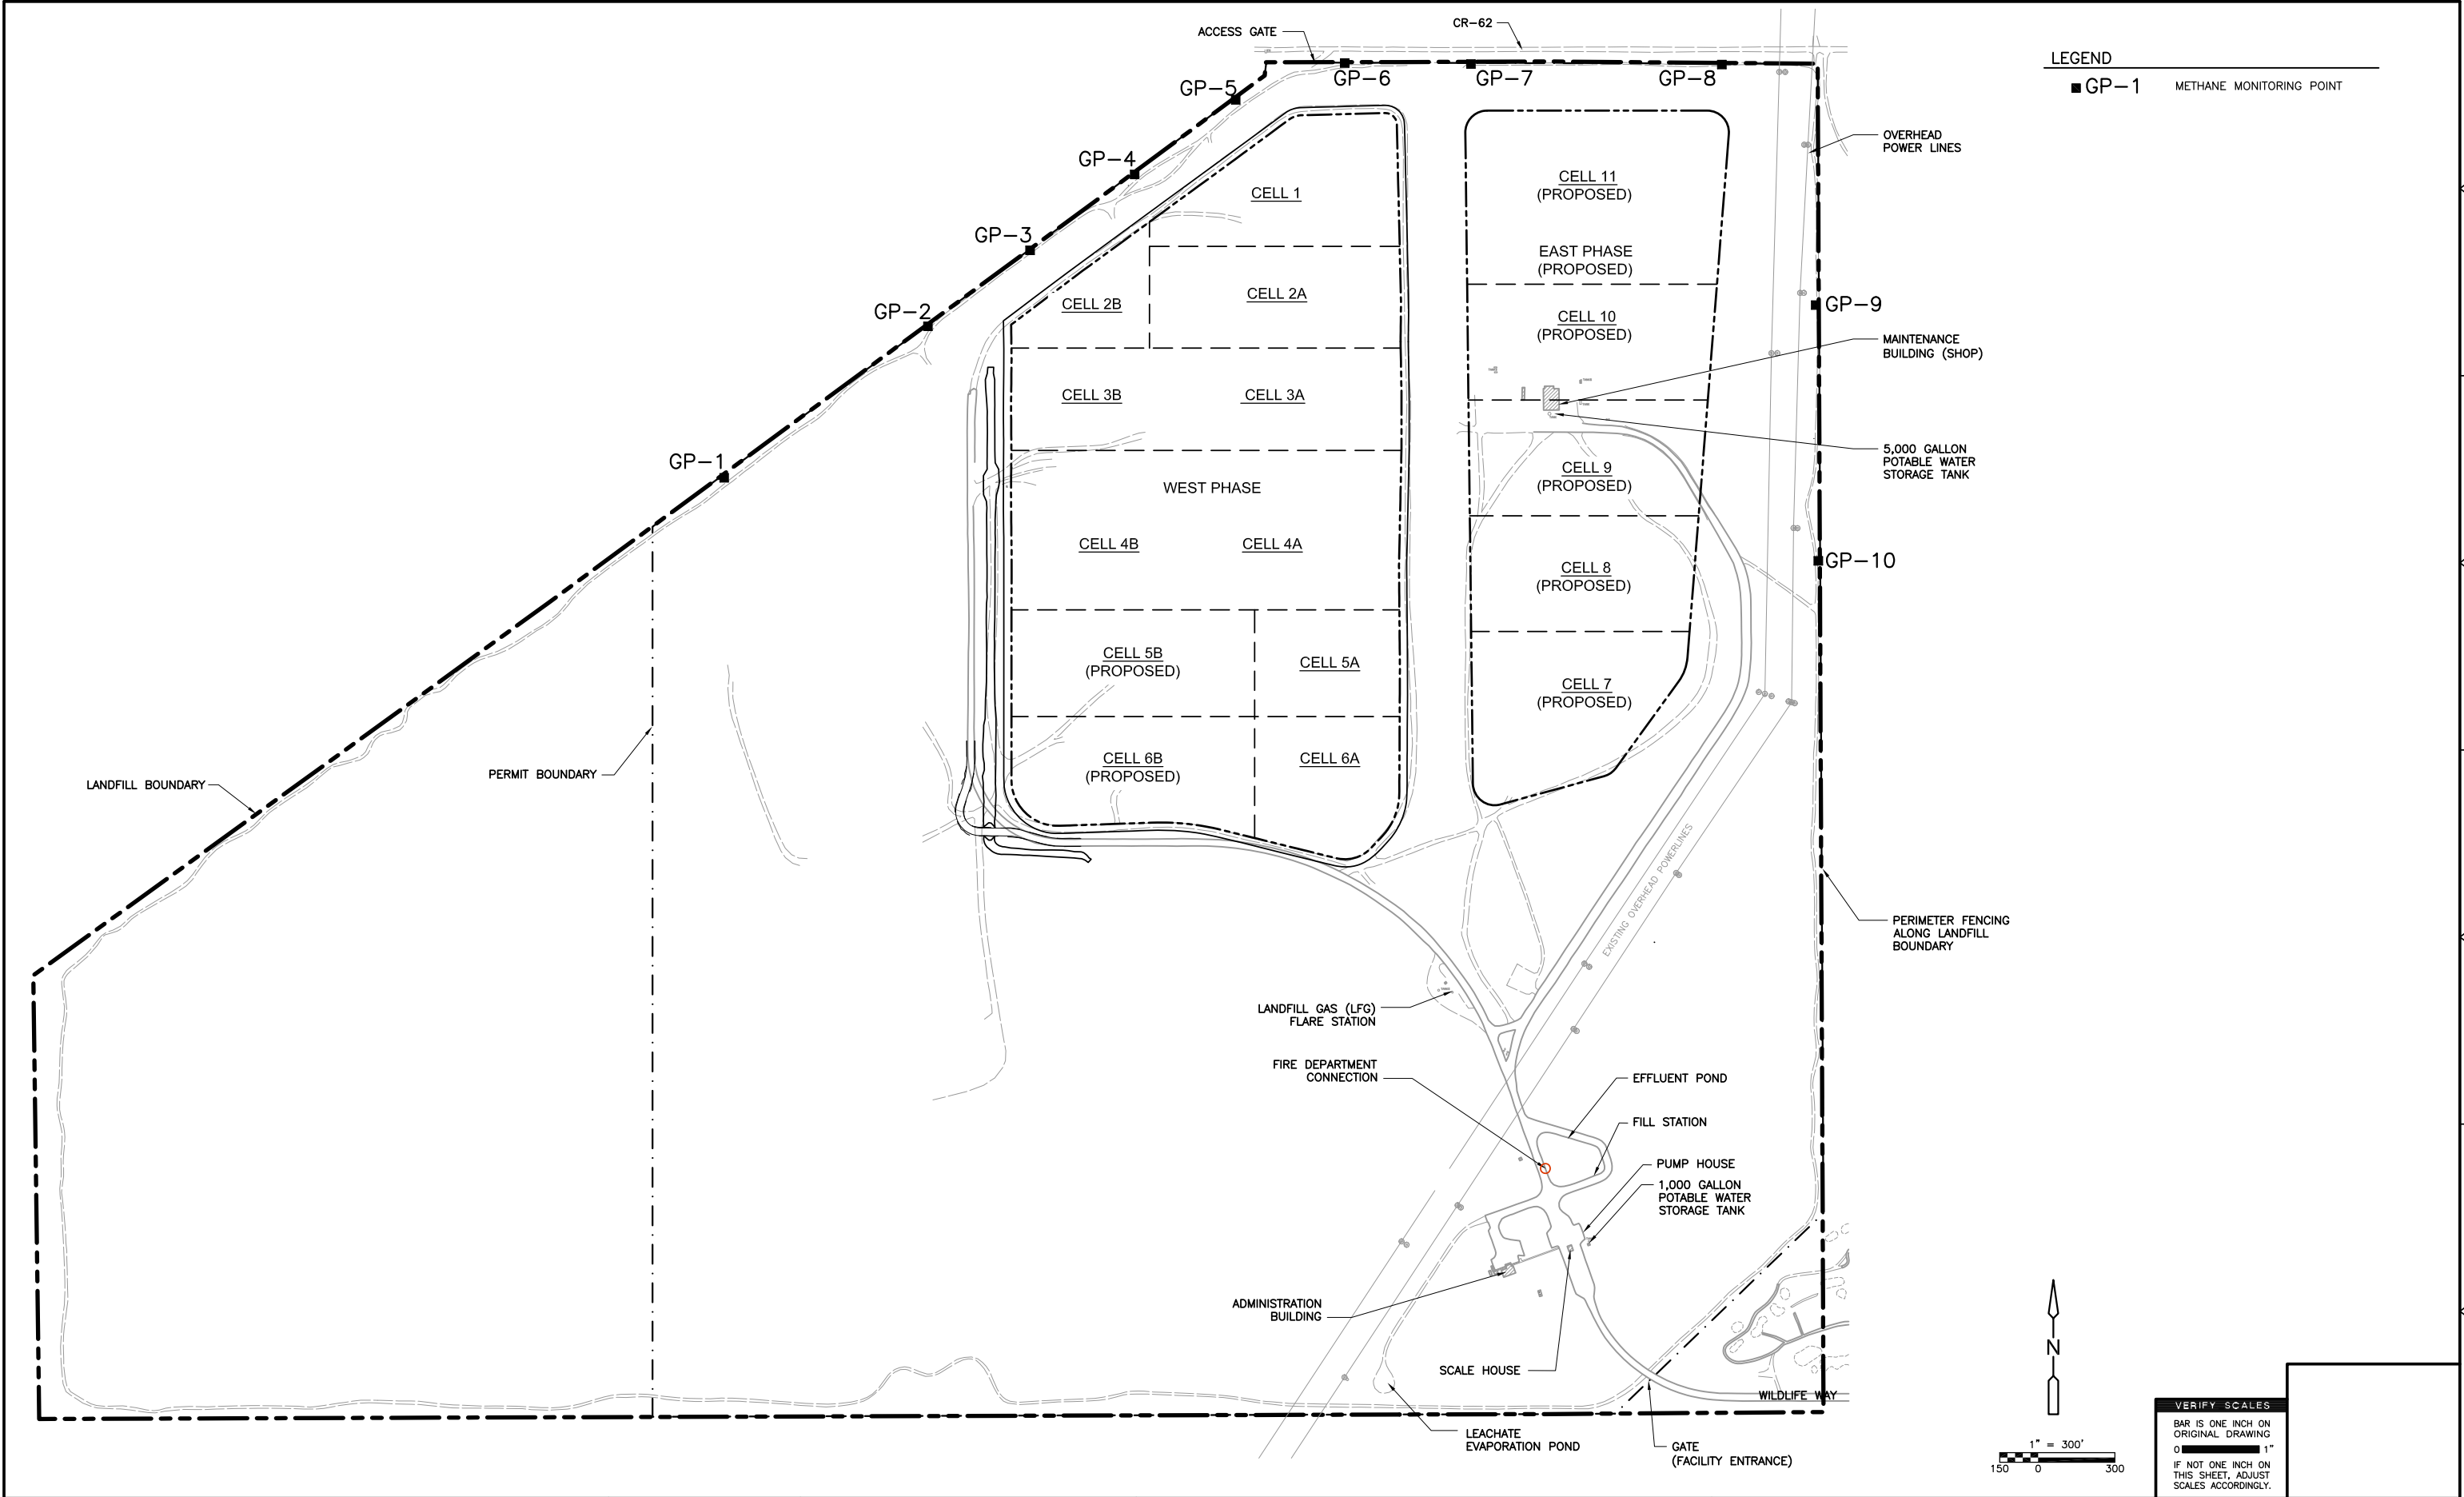 CR-62
ACCESS GATE
LEGEND
GP-1 METHANE MONITORING POINT
GP-6
GP-7
GP-8
GP-5
GP-4
GP-3
GP-2
GP-1
GP-9
GP-10
OVERHEAD
POWER LINES
MAINTENANCE
BUILDING (SHOP)
5,000 GALLON
POTABLE WATER
STORAGE TANK
CELL 1
CELL 2B
CELL 2A
CELL 3B
CELL 3A
WEST PHASE
CELL 4B
CELL 4A
CELL 5B
(PROPOSED)
CELL 5A
CELL 6B
(PROPOSED)
CELL 6A
CELL 11
(PROPOSED)
EAST PHASE
(PROPOSED)
CELL 10
(PROPOSED)
CELL 9
(PROPOSED)
CELL 8
(PROPOSED)
CELL 7
(PROPOSED)
LANDFILL BOUNDARY
PERMIT BOUNDARY
EXISTING OVERHEAD POWERLINES
PERIMETER FENCING
ALONG LANDFILL
BOUNDARY
LANDFILL GAS (LFG)
FLARE STATION
FIRE DEPARTMENT
CONNECTION
EFFLUENT POND
FILL STATION
PUMP HOUSE
1,000 GALLON
POTABLE WATER
STORAGE TANK
ADMINISTRATION
BUILDING
SCALE HOUSE
WILDLIFE WAY
LEACHATE
EVAPORATION POND
GATE
(FACILITY ENTRANCE)
N
1" = 300'
150 0 300
VERIFY SCALES
BAR IS ONE INCH ON
ORIGINAL DRAWING
0 1"
IF NOT ONE INCH ON
THIS SHEET, ADJUST
SCALES ACCORDINGLY.